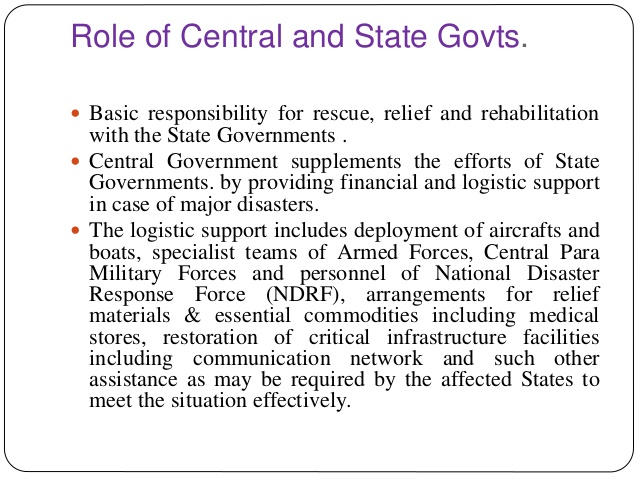 Role of Central and State Govts.
• Basic responsibility for rescue, relief and rehabilitation
with the State Governments .
• Central Government supplements the efforts of State
Governments. by providing financial and logistic support
in case of major disasters.
• The logistic support includes deployment of aircrafts and
boats, specialist teams of Armed Forces, Central Para
Military Forces and personnel of National Disaster
Response Force (NDRF), arrangements for relief
materials & essential commodities including medical
stores, restoration of critical infrastructure facilities
including communication network and such other
assistance as may be required by the affected States to
meet the situation effectively.